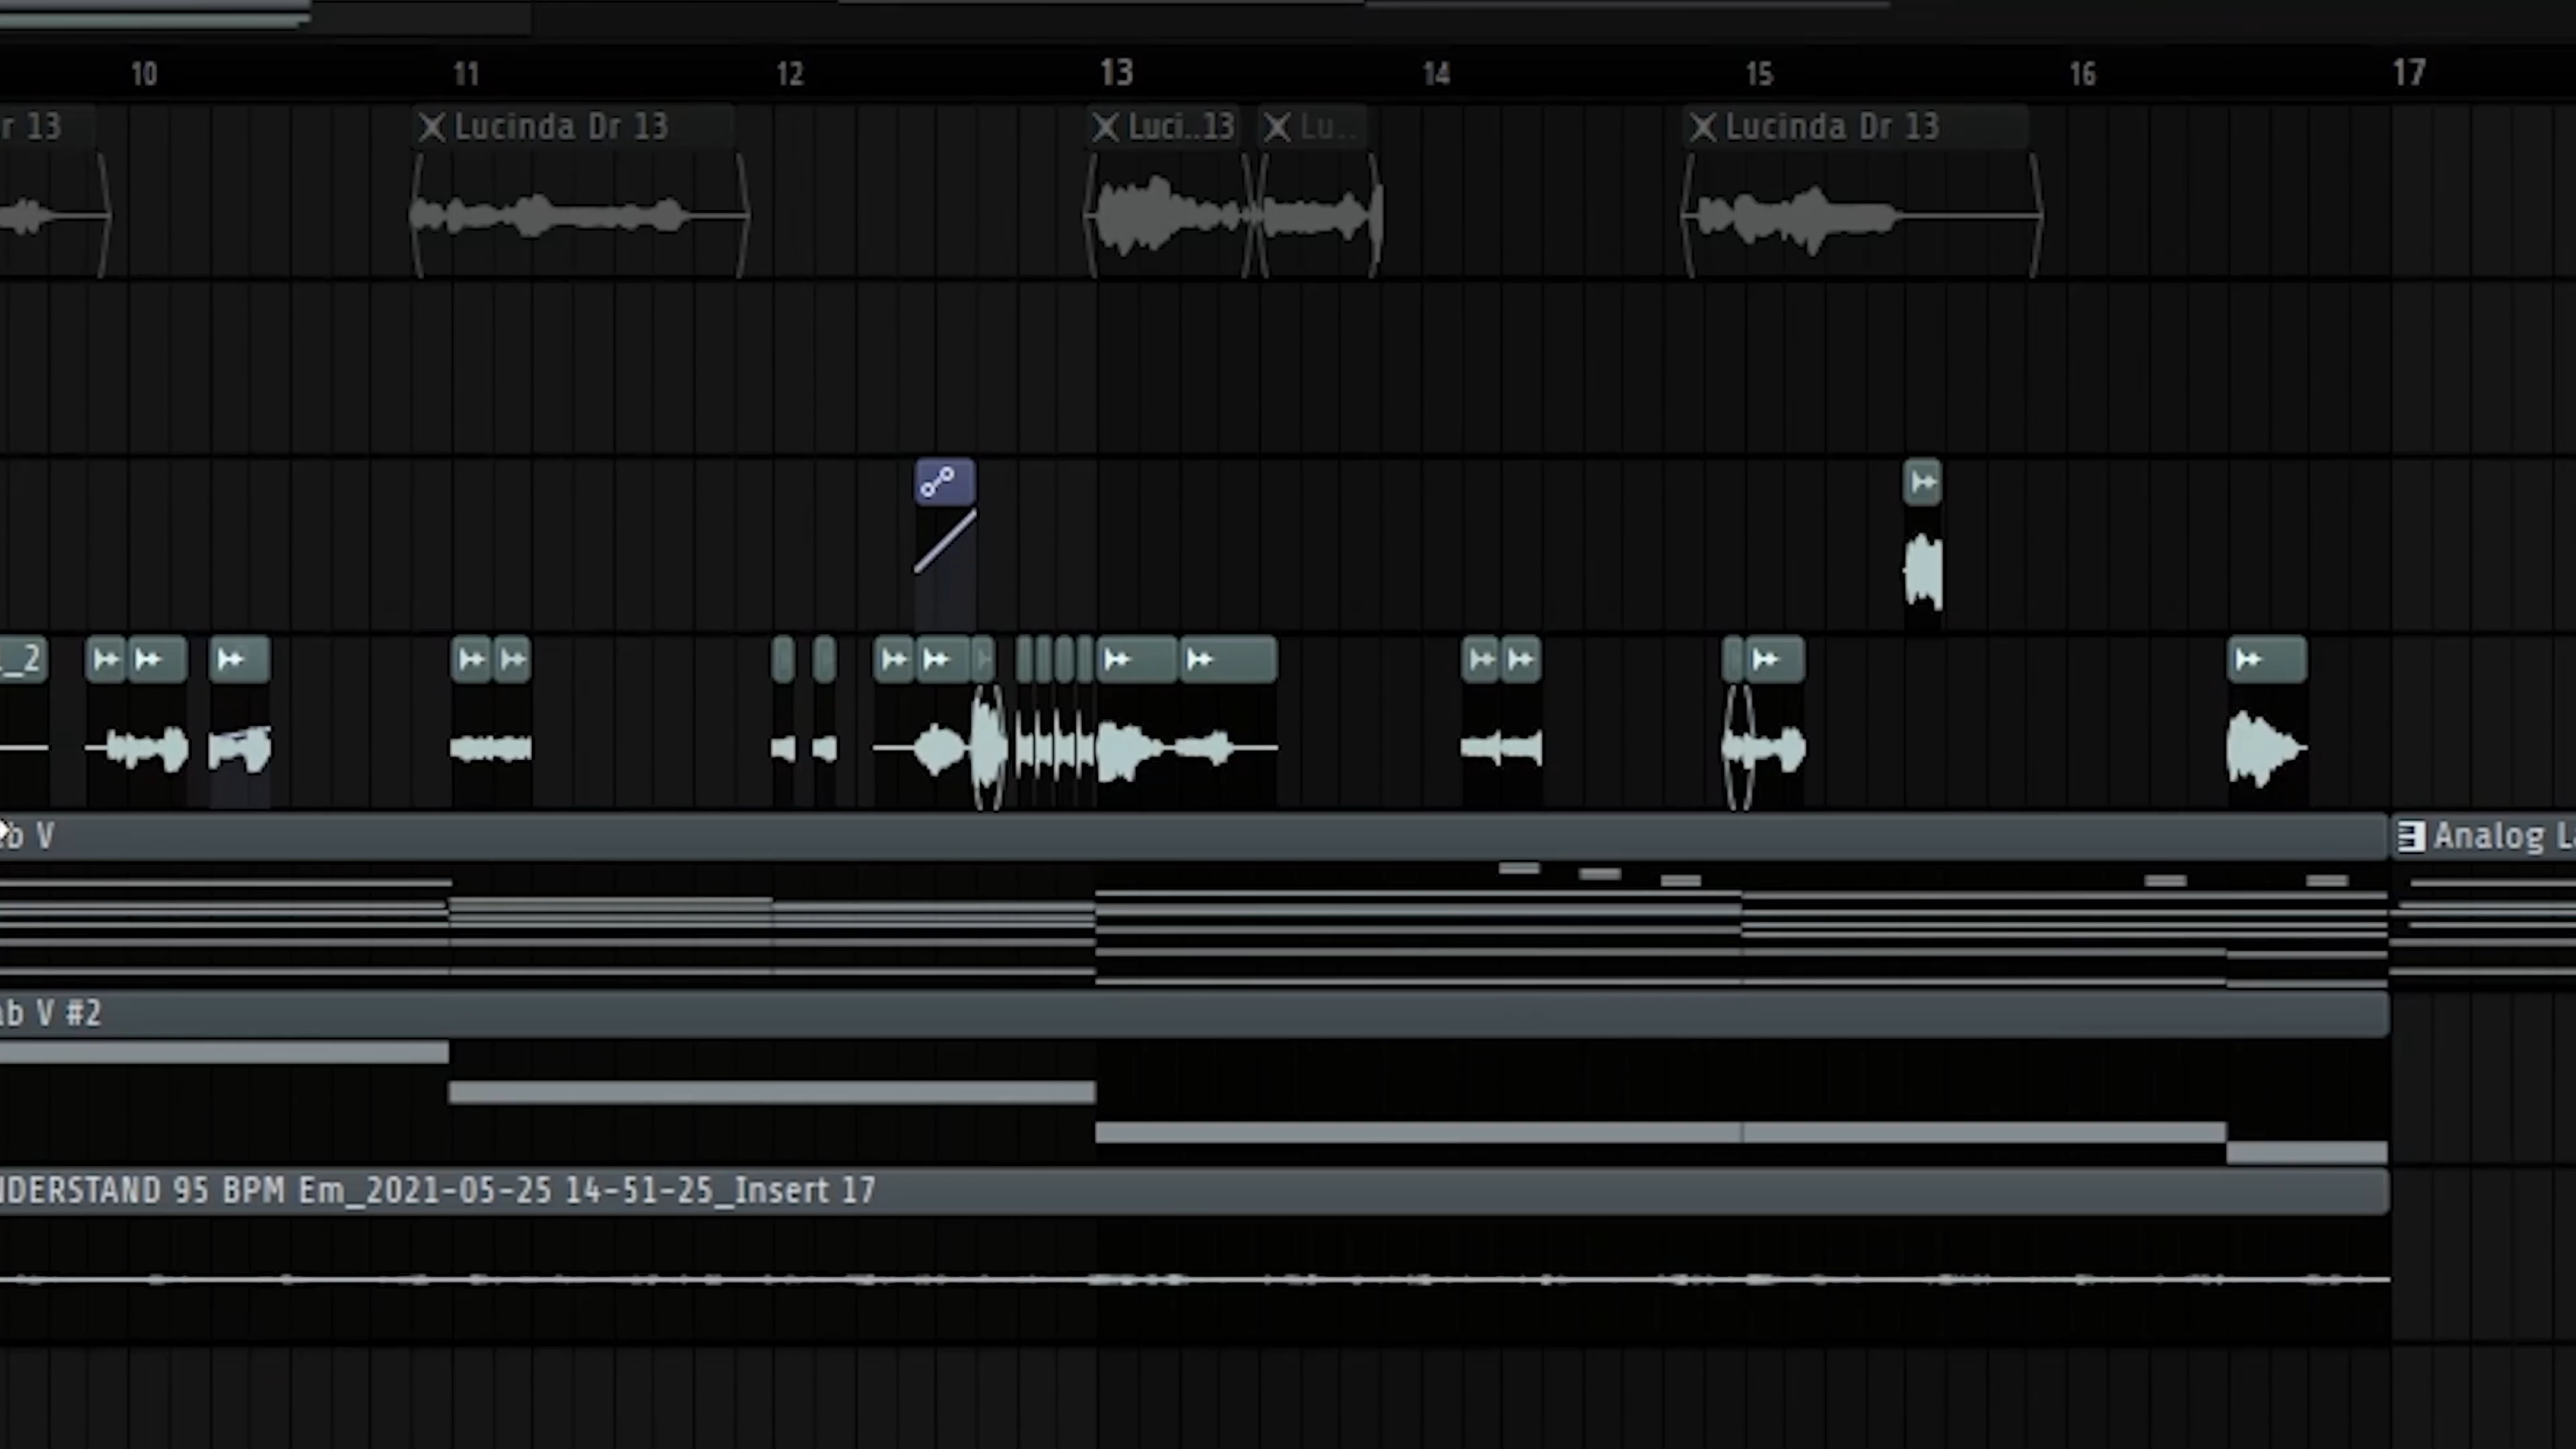 10 11 12 13 14 15 16 17
r 13 Lucinda Dr 13 Luci..13 Lu.. Lucinda Dr 13
_2
b V Analog L
b V #2
DERSTAND 95 BPM Em_2021-05-25 14-51-25_Insert 17